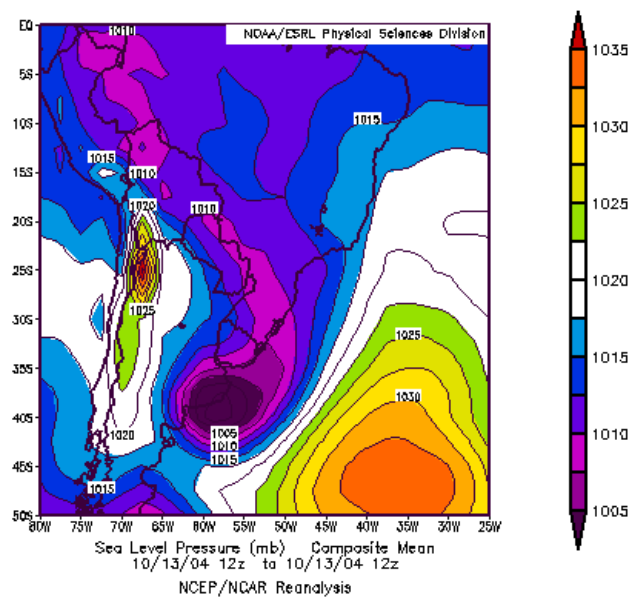 NOAA/ESRL Physical Sciences Division
EQ
5S
10S
15S
20S
25S
30S
35S
40S
45S
50S
1010
1015
1015
1010
1020
1010
1025
1025
1030
1020
1005
1010
1015
1015
80W 75W 70W 65W 60W 55W 50W 45W 40W 35W 30W 25W
1035
1030
1025
1020
1015
1010
1005
Sea Level Pressure (mb) Composite Mean
10/13/04 12z to 10/13/04 12z
NCEP/NCAR Reanalysis